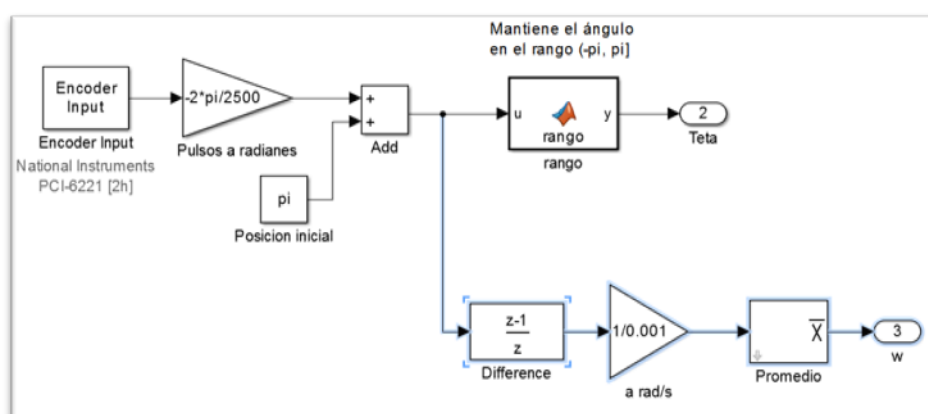 Mantiene el ángulo
en el rango (-pi, pi]
Encoder
Input
Encoder Input
National Instruments
PCI-6221 [2h]
-2*pi/2500
Pulsos a radianes
pi
Posicion inicial
+
+
Add
u
rango
y
rango
2
Teta
z-1
z
Difference
1/0.001
a rad/s
X
Promedio
3
w